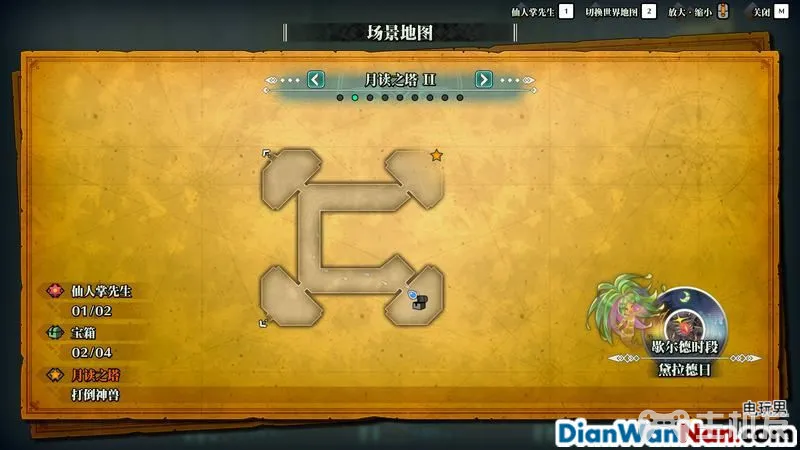 仙人掌先生 1 切换世界地图 2 放大·缩小 关闭 M
场景地图
月读之塔 II
仙人掌先生
01/02
宝箱
02/04
月读之塔
打倒神兽
歇尔德时段
黛拉德日
电玩男
DianWanNan.com